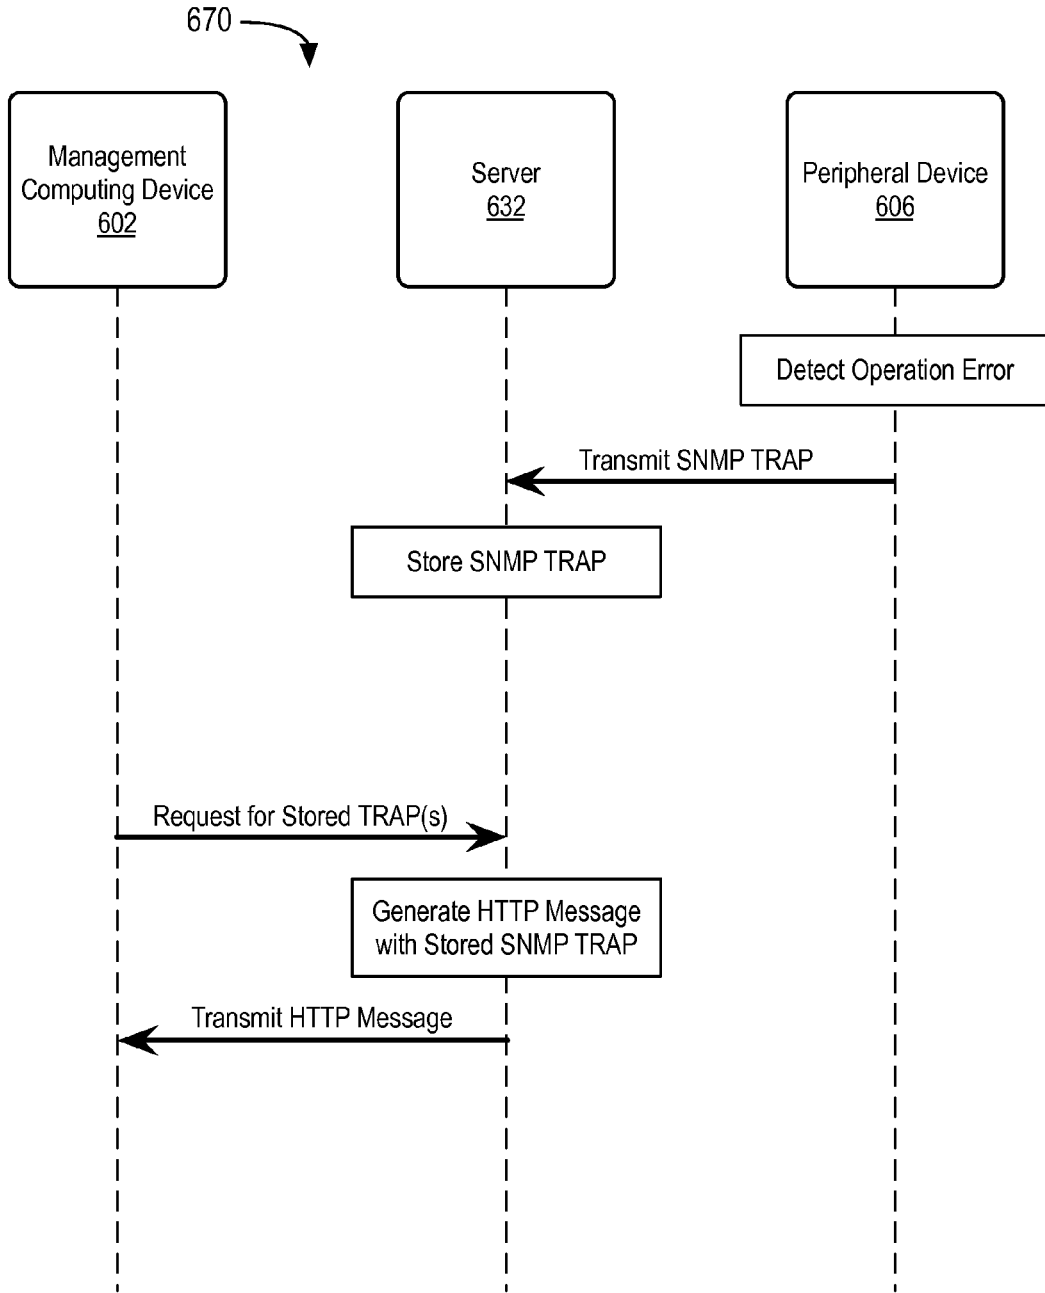 670
Management
Computing Device
602
Server
632
Peripheral Device
606
Detect Operation Error
Transmit SNMP TRAP
Store SNMP TRAP
Request for Stored TRAP(s)
Generate HTTP Message
with Stored SNMP TRAP
Transmit HTTP Message